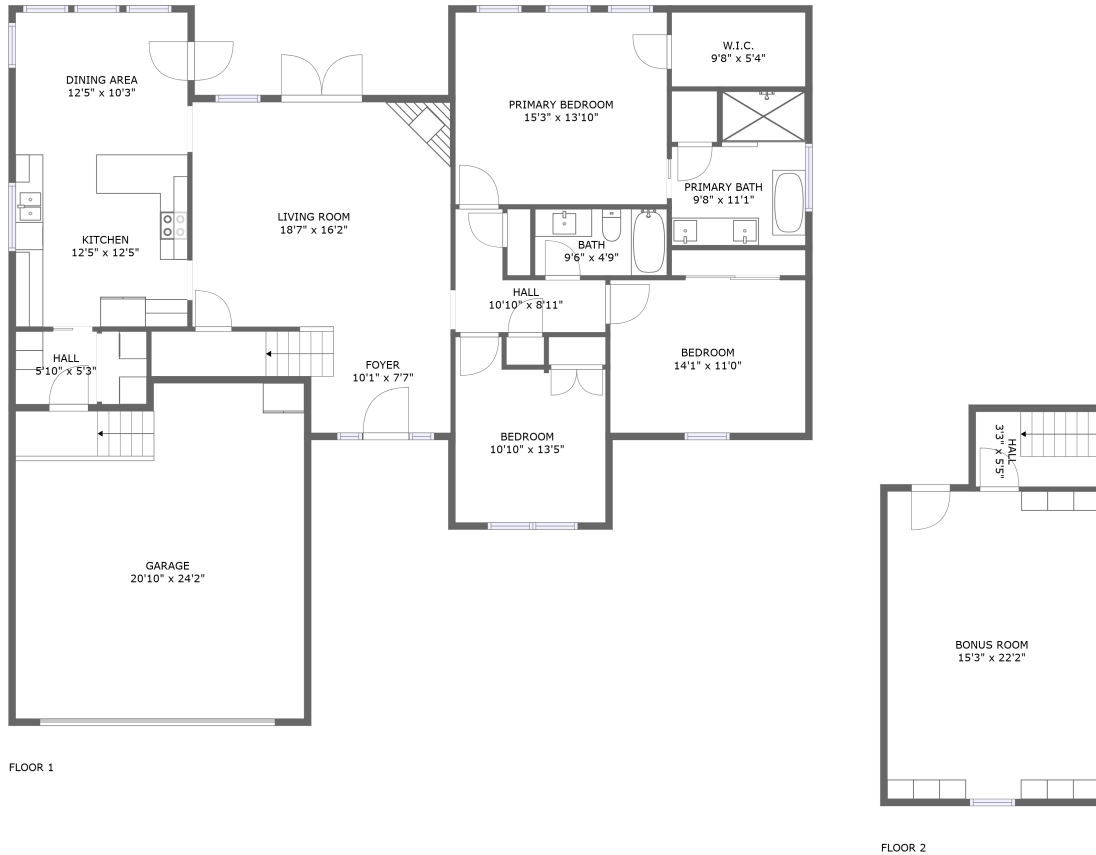 DINING AREA
12'5" x 10'3"
W.I.C.
9'8" x 5'4"
PRIMARY BEDROOM
15'3" x 13'10"
PRIMARY BATH
9'8" x 11'1"
LIVING ROOM
18'7" x 16'2"
KITCHEN
12'5" x 12'5"
BATH
9'6" x 4'9"
HALL
10'10" x 8'11"
HALL
5'10" x 5'3"
FOYER
10'1" x 7'7"
BEDROOM
14'1" x 11'0"
BEDROOM
10'10" x 13'5"
GARAGE
20'10" x 24'2"
FLOOR 1
HALL
3'3" x 5'5"
BONUS ROOM
15'3" x 22'2"
FLOOR 2